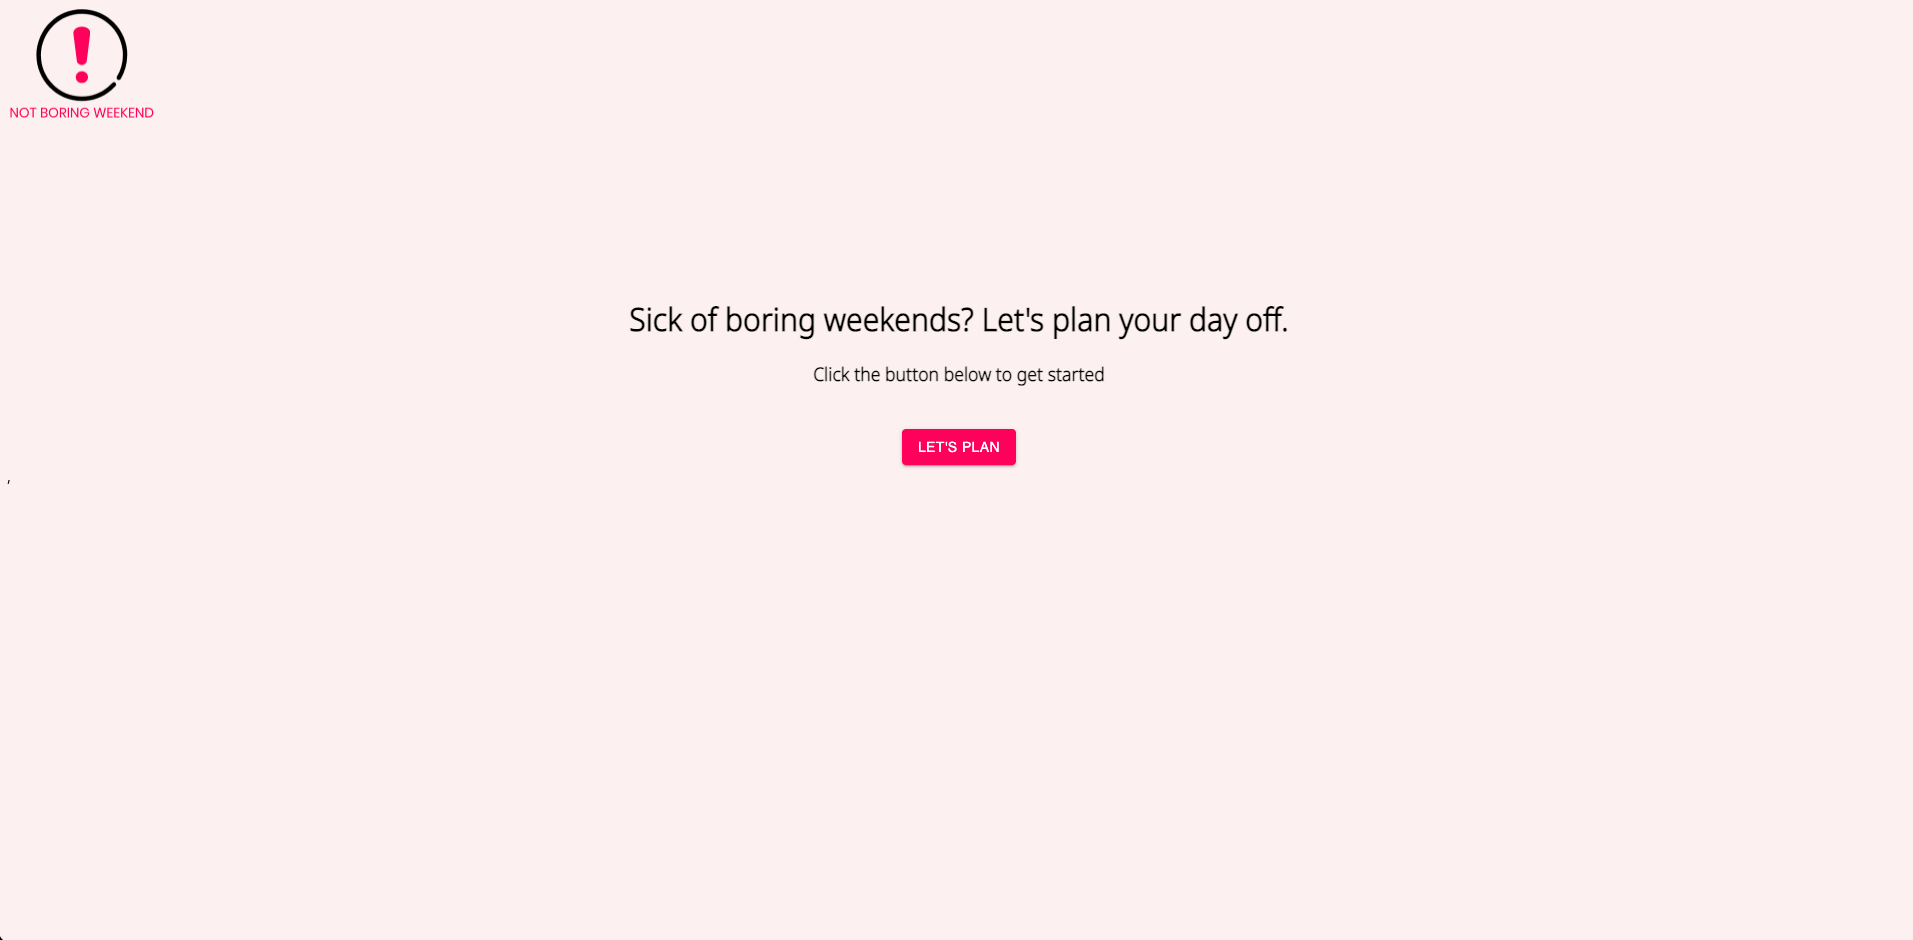 NOT BORING WEEKEND
Sick of boring weekends? Let's plan your day off.
Click the button below to get started
LET'S PLAN
,